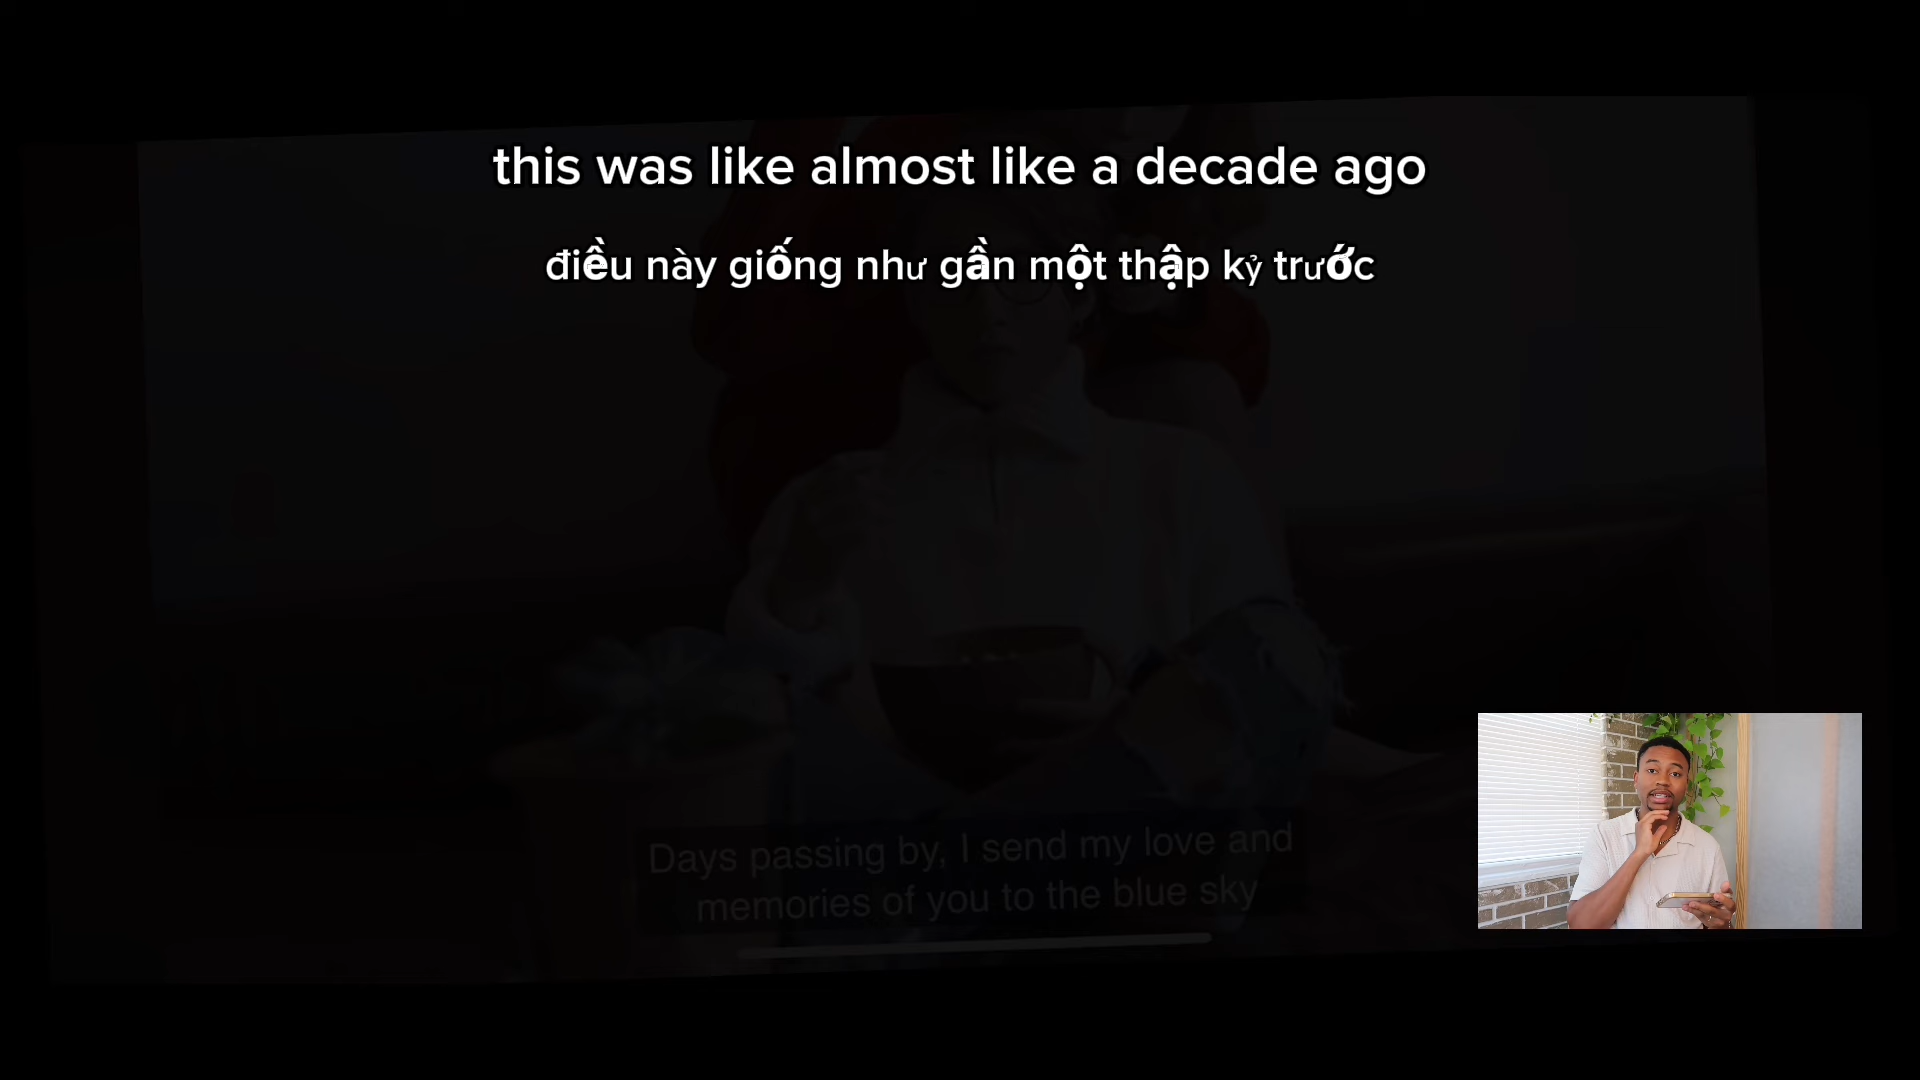 this was like almost like a decade ago
điều này giống như gần một thập kỷ trước
Days passing by, I send my love and
memories of you to the blue sky